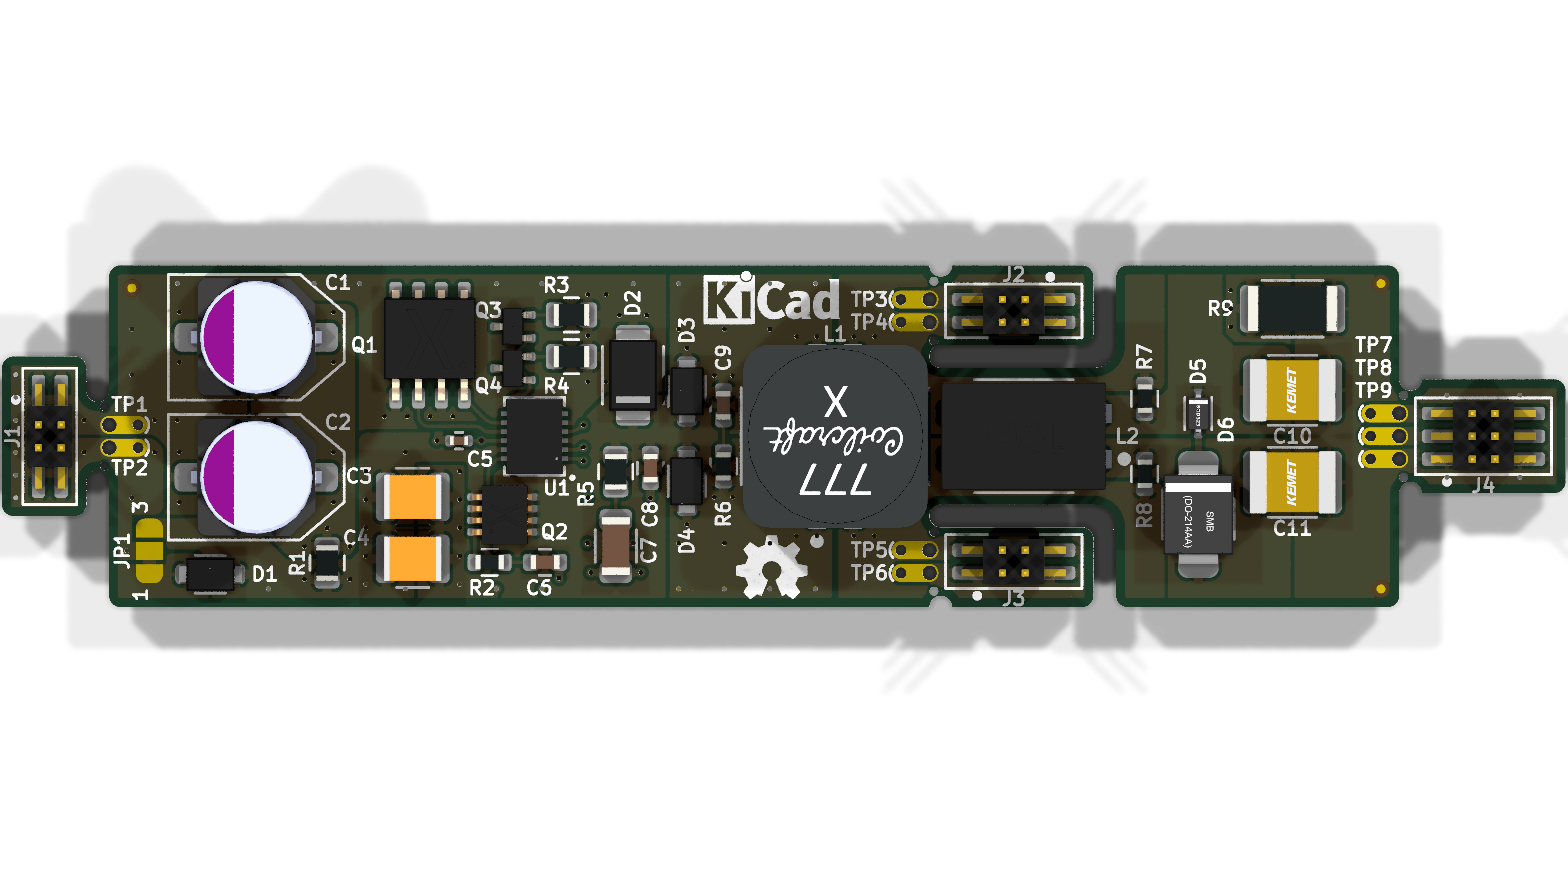 C1
Q1
C2
C3
C4
J1
TP1
TP2
3
JP1
1
D1
R1
Q3
Q4
R3
R4
C5
U1
Q2
R2
C5
R5
C8
C7
D2
D3
C9
D4
R6
KiCad
L1
X
Coilcraft
777
TP3
TP4
J2
TP5
TP6
J3
L2
R7
R8
D5
D6
SMB
(DO-214AA)
R9
KEMET
C10
KEMET
C11
TP7
TP8
TP9
J4